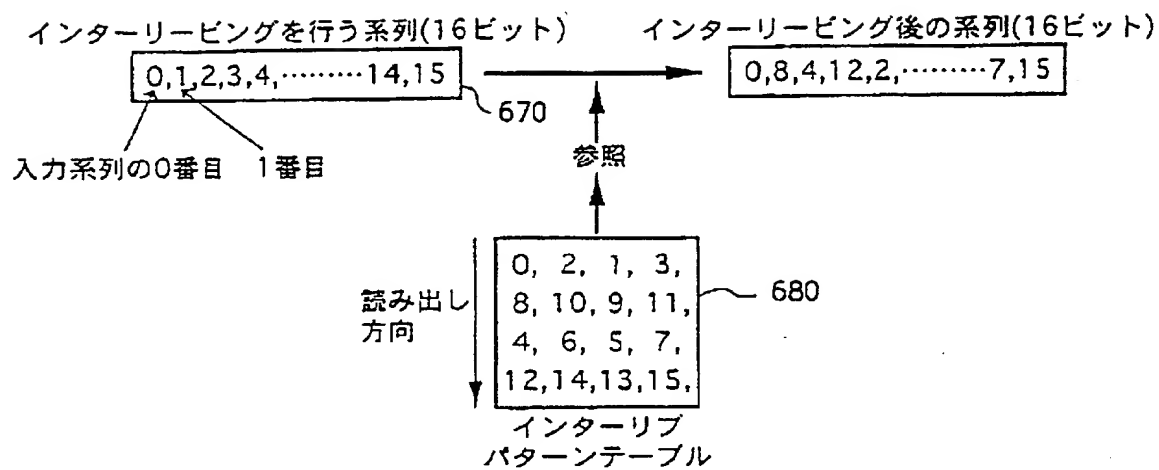 インターリービングを行う系列(16ビット)
0,1,2,3,4,………14,15
670
入力系列の0番目 1番目
インターリービング後の系列(16ビット)
0,8,4,12,2,………7,15
参照
読み出し
方向
0, 2, 1, 3,
8, 10, 9, 11,
4, 6, 5, 7,
12,14,13,15,
680
インターリブ
パターンテーブル